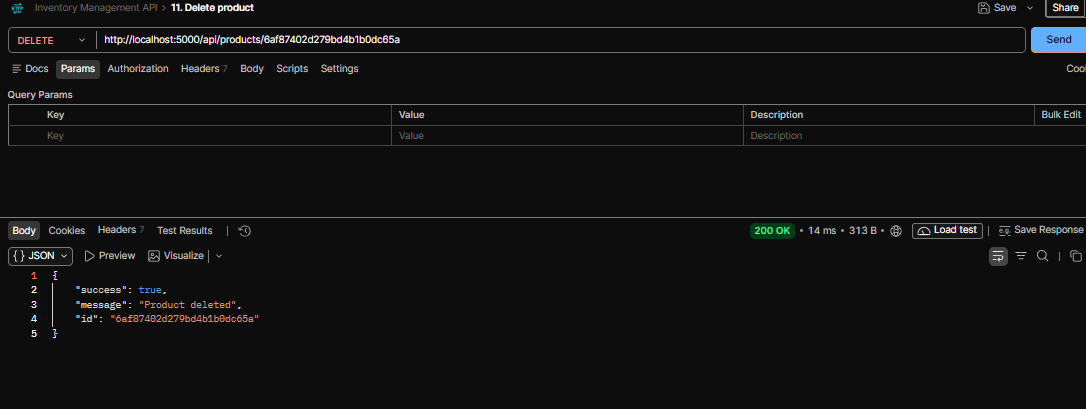 HTTP Inventory Management API > 11. Delete product Save Share
DELETE http://localhost:5000/api/products/6af87402d279bd4b1b0dc65a Send
Docs Params Authorization Headers 7 Body Scripts Settings Coo
Query Params
Key Value Description Bulk Edit
Key Value Description
Body Cookies Headers 7 Test Results 200 OK • 14 ms • 313 B • Load test Save Response
{ } JSON Preview Visualize
1 {
2 "success": true,
3 "message": "Product deleted",
4 "id": "6af87402d279bd4b1b0dc65a"
5 }